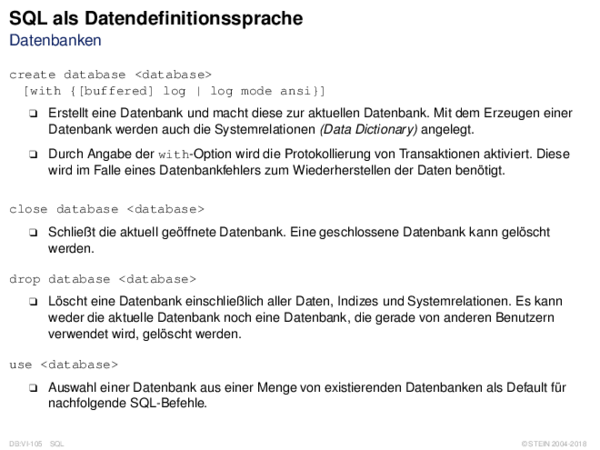 SQL als Datendefinitionssprache
Datenbanken
create database <database>
[with {[buffered] log | log mode ansi}]
❑ Erstellt eine Datenbank und macht diese zur aktuellen Datenbank. Mit dem Erzeugen einer
Datenbank werden auch die Systemrelationen (Data Dictionary) angelegt.
❑ Durch Angabe der with-Option wird die Protokollierung von Transaktionen aktiviert. Diese
wird im Falle eines Datenbankfehlers zum Wiederherstellen der Daten benötigt.
close database <database>
❑ Schließt die aktuell geöffnete Datenbank. Eine geschlossene Datenbank kann gelöscht
werden.
drop database <database>
❑ Löscht eine Datenbank einschließlich aller Daten, Indizes und Systemrelationen. Es kann
weder die aktuelle Datenbank noch eine Datenbank, die gerade von anderen Benutzern
verwendet wird, gelöscht werden.
use <database>
❑ Auswahl einer Datenbank aus einer Menge von existierenden Datenbanken als Default für
nachfolgende SQL-Befehle.
DB:VI-105 SQL ©STEIN 2004-2018